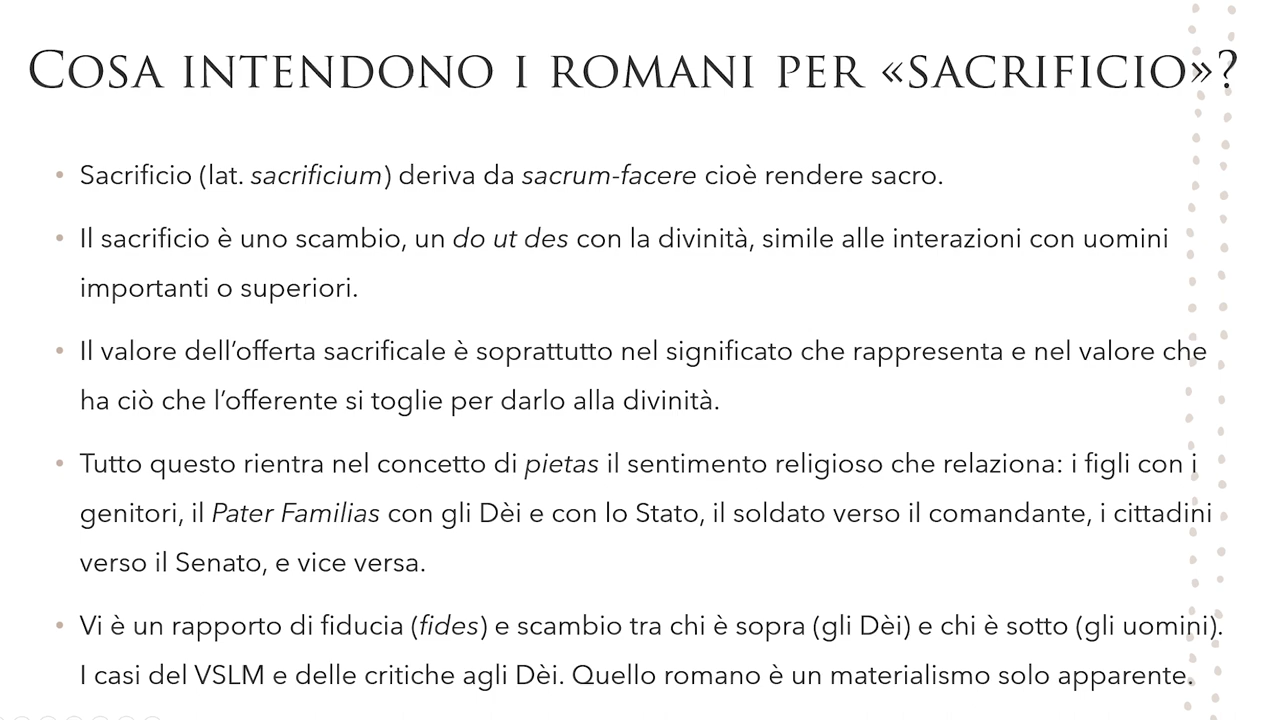 Cosa intendono i romani per «sacrificio»?
• Sacrificio (lat. sacrificium) deriva da sacrum-facere cioè rendere sacro.
• Il sacrificio è uno scambio, un do ut des con la divinità, simile alle interazioni con uomini
importanti o superiori.
• Il valore dell’offerta sacrificale è soprattutto nel significato che rappresenta e nel valore che
ha ciò che l’offerente si toglie per darlo alla divinità.
• Tutto questo rientra nel concetto di pietas il sentimento religioso che relaziona: i figli con i
genitori, il Pater Familias con gli Dèi e con lo Stato, il soldato verso il comandante, i cittadini
verso il Senato, e vice versa.
• Vi è un rapporto di fiducia (fides) e scambio tra chi è sopra (gli Dèi) e chi è sotto (gli uomini).
I casi del VSLM e delle critiche agli Dèi. Quello romano è un materialismo solo apparente.